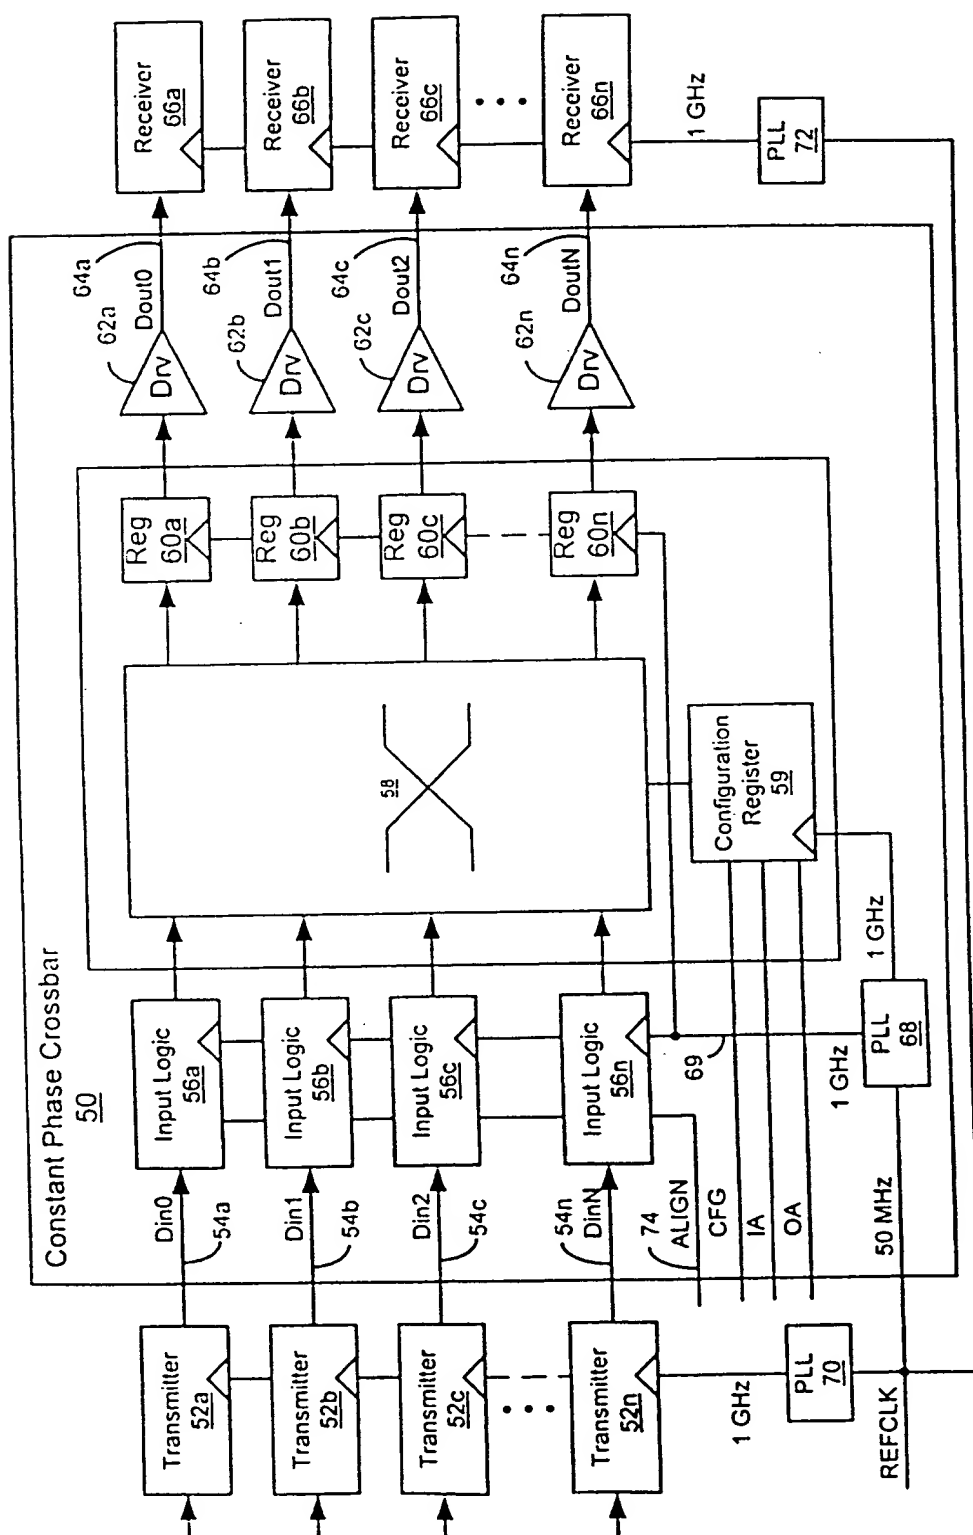 Constant Phase Crossbar
50
Transmitter
52a
Din0
54a
Input Logic
56a
Reg
60a
Drv
62a
Dout0
64a
Receiver
66a
Transmitter
52b
Din1
54b
Input Logic
56b
Reg
60b
Drv
62b
Dout1
64b
Receiver
66b
Transmitter
52c
Din2
54c
Input Logic
56c
58
Reg
60c
Drv
62c
Dout2
64c
Receiver
66c
Transmitter
52n
54n
DinN
Input Logic
56n
Reg
60n
Drv
62n
DoutN
64n
Receiver
66n
74
ALIGN
CFG
IA
OA
69
Configuration
Register
59
1 GHz
PLL
70
1 GHz
PLL
68
1 GHz
1 GHz
PLL
72
REFCLK
50 MHz